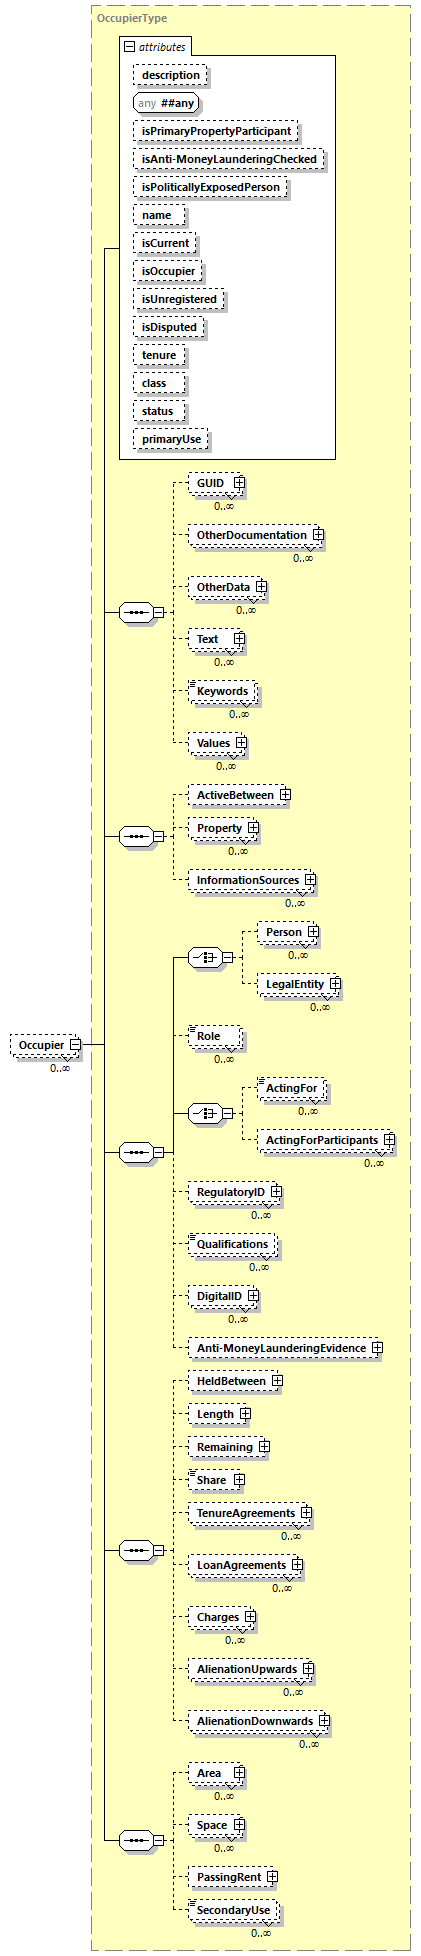 OccupierType
attributes
description
any ##any
isPrimaryPropertyParticipant
isAnti-MoneyLaunderingChecked
isPoliticallyExposedPerson
name
isCurrent
isOccupier
isUnregistered
isDisputed
tenure
class
status
primaryUse
GUID
0..∞
OtherDocumentation
0..∞
OtherData
0..∞
Text
0..∞
Keywords
0..∞
Values
0..∞
ActiveBetween
Property
0..∞
InformationSources
0..∞
Person
0..∞
LegalEntity
0..∞
Role
0..∞
Occupier
0..∞
ActingFor
0..∞
ActingForParticipants
0..∞
RegulatoryID
0..∞
Qualifications
0..∞
DigitalID
0..∞
Anti-MoneyLaunderingEvidence
HeldBetween
Length
Remaining
Share
TenureAgreements
0..∞
LoanAgreements
0..∞
Charges
0..∞
AlienationUpwards
0..∞
AlienationDownwards
0..∞
Area
0..∞
Space
0..∞
PassingRent
SecondaryUse
0..∞